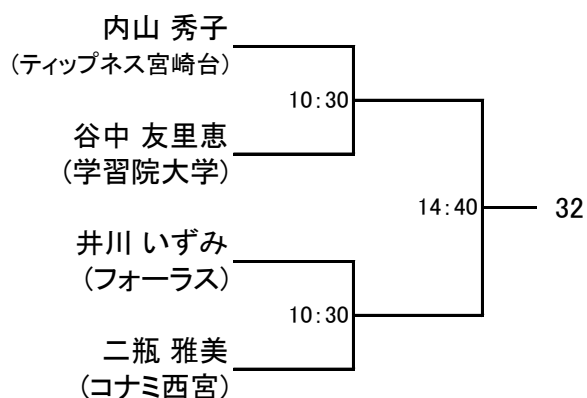 内山 秀子
(ティップネス宮崎台)
10:30
谷中 友里恵
(学習院大学)
14:40
32
井川 いずみ
(フォーラス)
10:30
二瓶 雅美
(コナミ西宮)